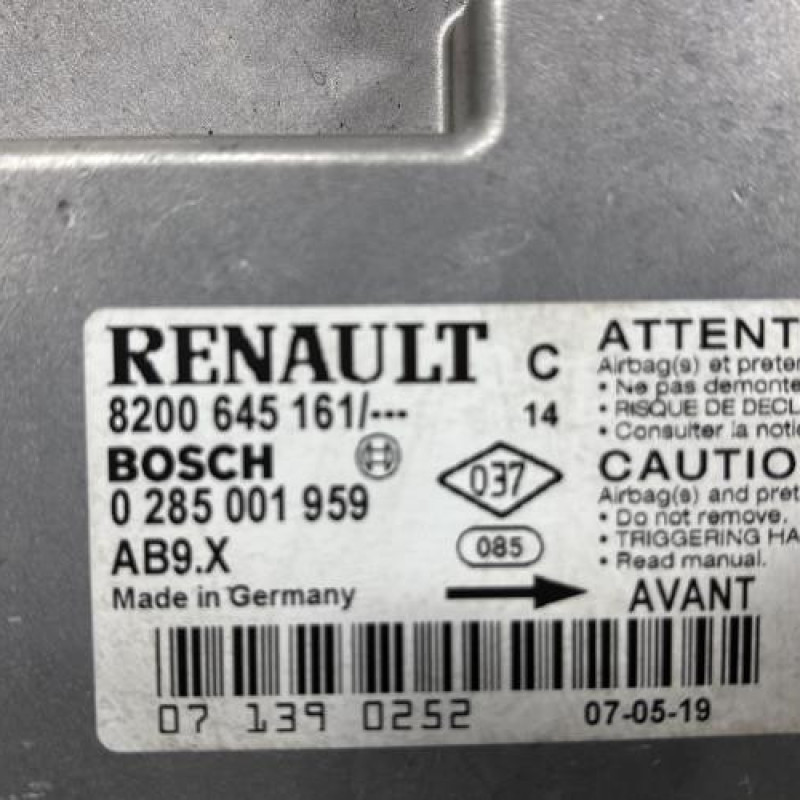 RENAULT C
8200 645 161/--- 14
BOSCH
0 285 001 959
AB9.X
Made in Germany
037
085
ATTENT
Airbag(s) et preten
• Ne pas demonte
• RISQUE DE DECL
• Consulter la notic
CAUTIO
Airbag(s) and pret
• Do not remove.
• TRIGGERING HA
• Read manual.
AVANT
07 139 0252
07-05-19